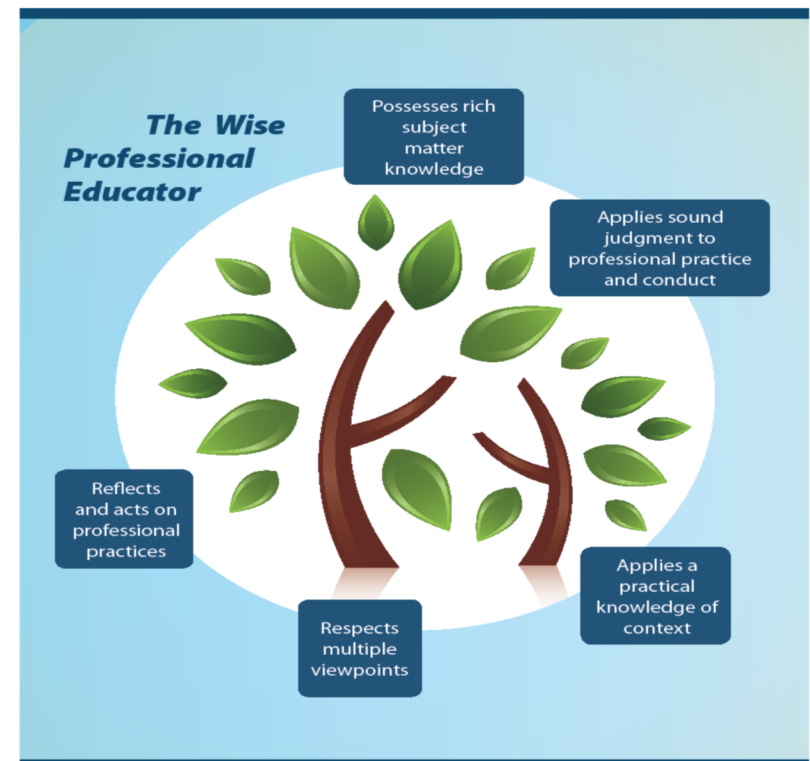 The Wise
Professional
Educator
Possesses rich
subject
matter
knowledge
Applies sound
judgment to
professional practice
and conduct
Reflects
and acts on
professional
practices
Applies a
practical
knowledge of
context
Respects
multiple
viewpoints